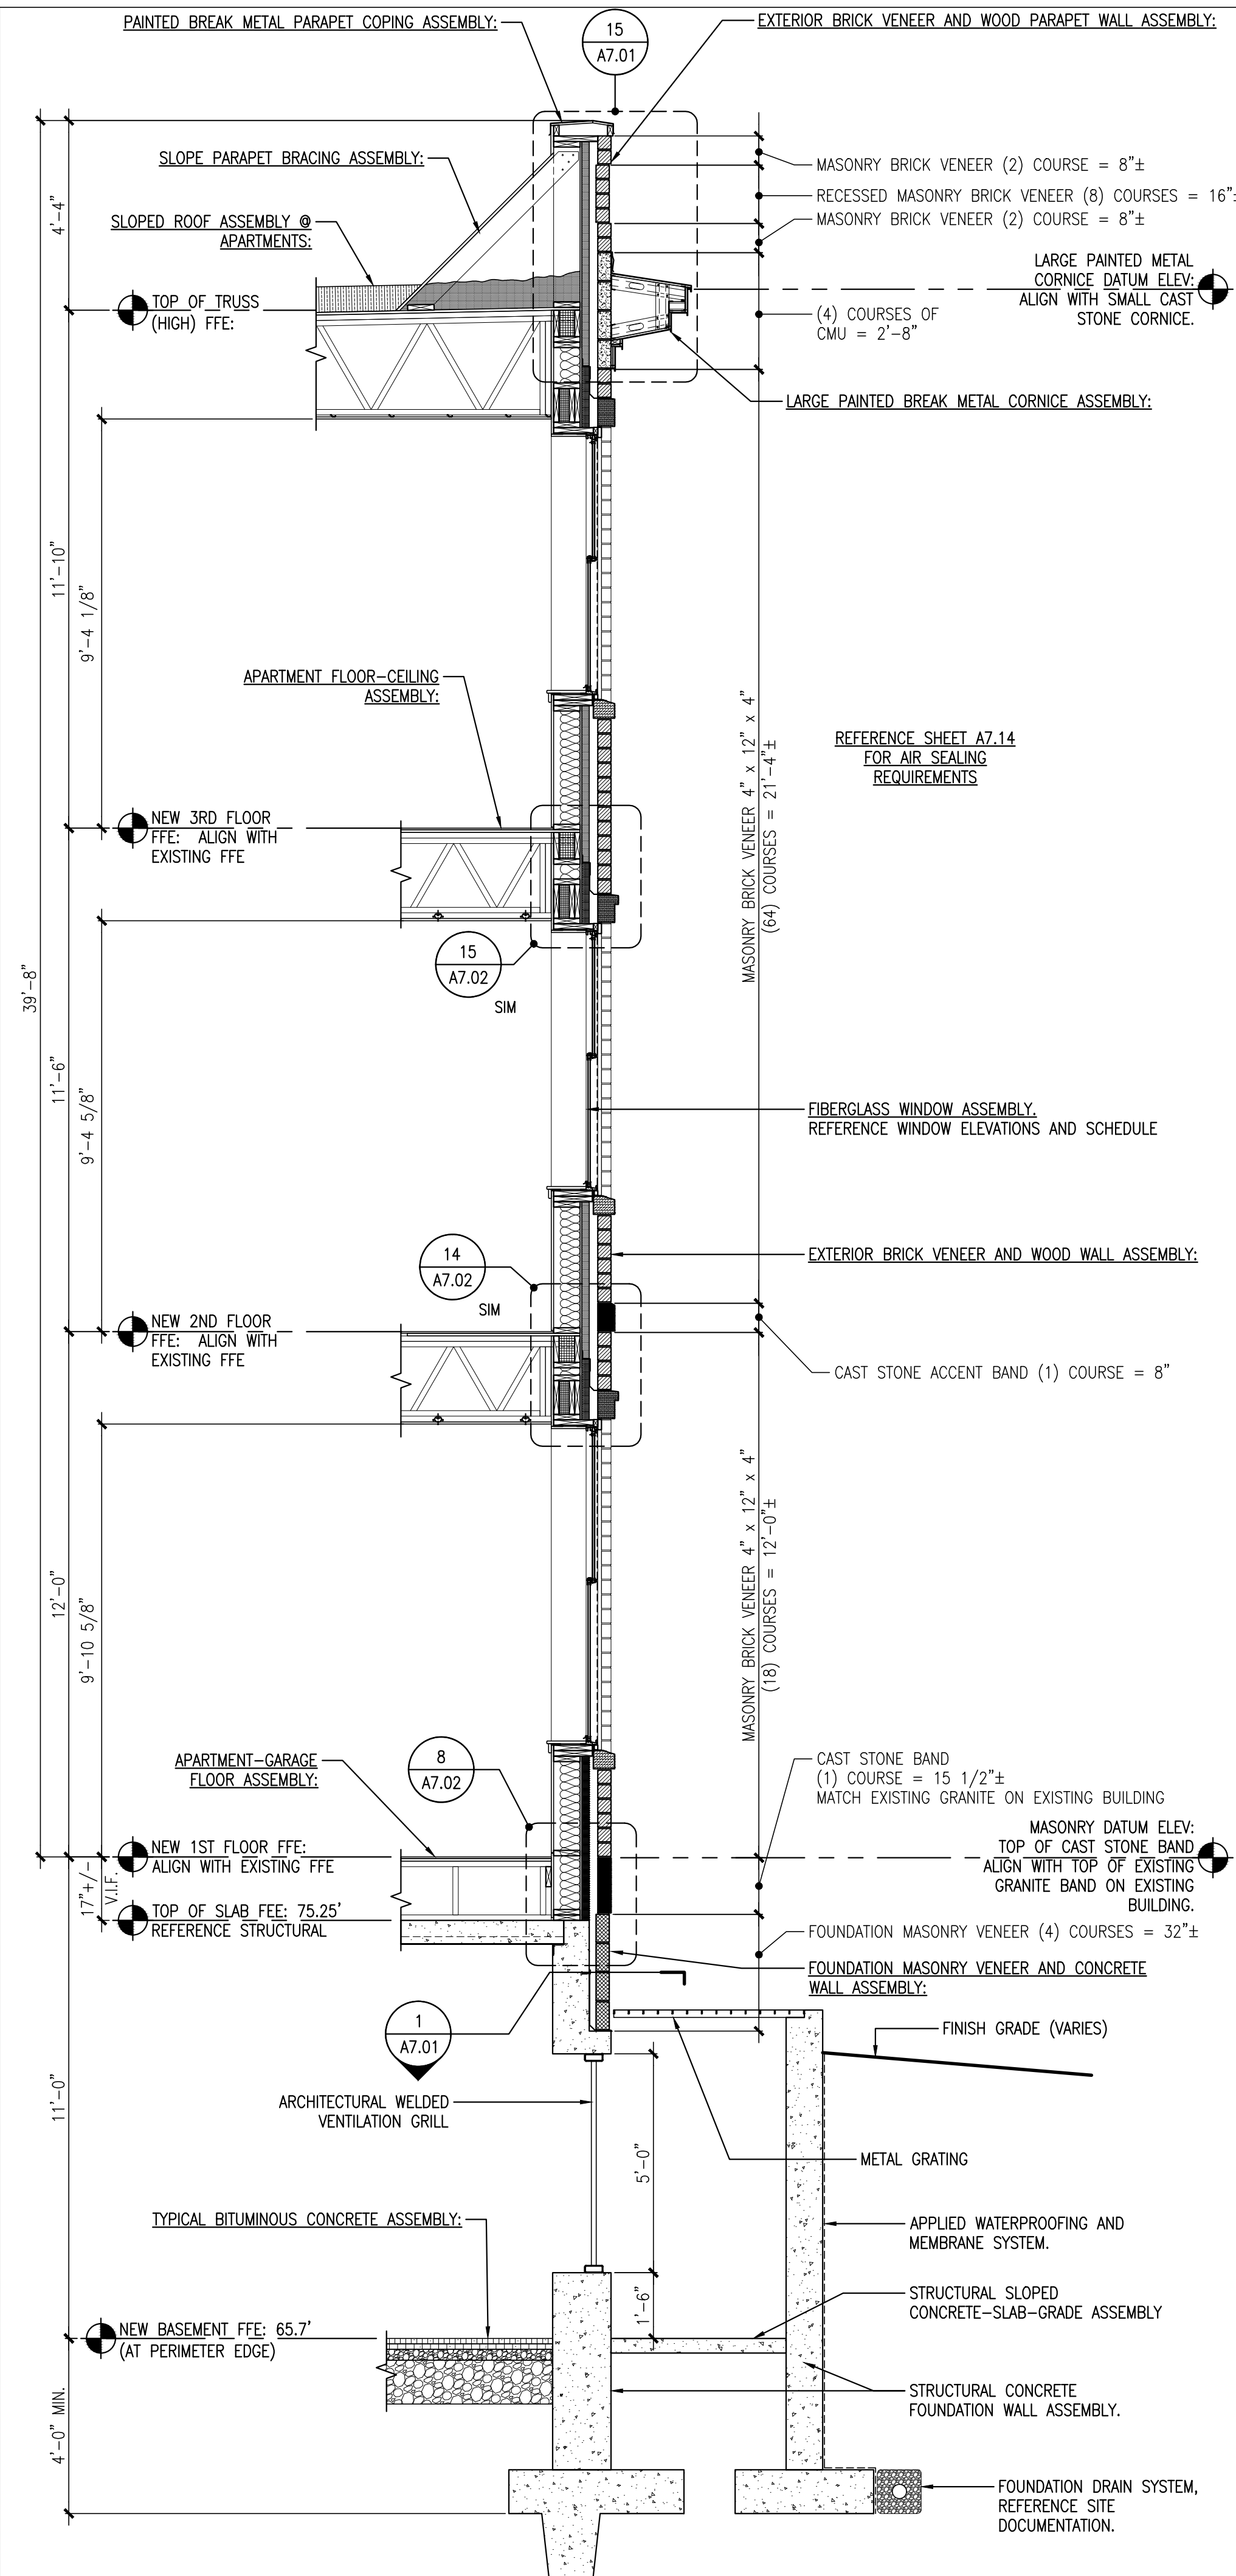 PAINTED BREAK METAL PARAPET COPING ASSEMBLY:
15
A7.01
EXTERIOR BRICK VENEER AND WOOD PARAPET WALL ASSEMBLY:
SLOPE PARAPET BRACING ASSEMBLY:
MASONRY BRICK VENEER (2) COURSE = 8"±
RECESSED MASONRY BRICK VENEER (8) COURSES = 16"±
MASONRY BRICK VENEER (2) COURSE = 8"±
4'-4"
SLOPED ROOF ASSEMBLY @
APARTMENTS:
LARGE PAINTED METAL
CORNICE DATUM ELEV:
ALIGN WITH SMALL CAST
STONE CORNICE.
TOP OF TRUSS
(HIGH) FFE:
(4) COURSES OF
CMU = 2'-8"
LARGE PAINTED BREAK METAL CORNICE ASSEMBLY:
11'-10"
9'-4 1/8"
APARTMENT FLOOR-CEILING
ASSEMBLY:
MASONRY BRICK VENEER 4" x 12" x 4"
(64) COURSES = 21'-4"±
REFERENCE SHEET A7.14
FOR AIR SEALING
REQUIREMENTS
NEW 3RD FLOOR
FFE: ALIGN WITH
EXISTING FFE
15
A7.02
SIM
39'-8"
11'-6"
9'-4 5/8"
FIBERGLASS WINDOW ASSEMBLY.
REFERENCE WINDOW ELEVATIONS AND SCHEDULE
14
A7.02
SIM
EXTERIOR BRICK VENEER AND WOOD WALL ASSEMBLY:
NEW 2ND FLOOR
FFE: ALIGN WITH
EXISTING FFE
CAST STONE ACCENT BAND (1) COURSE = 8"
12'-0"
9'-10 5/8"
MASONRY BRICK VENEER 4" x 12" x 4"
(18) COURSES = 12'-0"±
APARTMENT-GARAGE
FLOOR ASSEMBLY:
8
A7.02
CAST STONE BAND
(1) COURSE = 15 1/2"±
MATCH EXISTING GRANITE ON EXISTING BUILDING
NEW 1ST FLOOR FFE:
ALIGN WITH EXISTING FFE
MASONRY DATUM ELEV:
TOP OF CAST STONE BAND
ALIGN WITH TOP OF EXISTING
GRANITE BAND ON EXISTING
BUILDING.
17"+/-
V.I.F.
TOP OF SLAB FEE: 75.25'
REFERENCE STRUCTURAL
FOUNDATION MASONRY VENEER (4) COURSES = 32"±
FOUNDATION MASONRY VENEER AND CONCRETE
WALL ASSEMBLY:
1
A7.01
FINISH GRADE (VARIES)
11'-0"
ARCHITECTURAL WELDED
VENTILATION GRILL
5'-0"
METAL GRATING
TYPICAL BITUMINOUS CONCRETE ASSEMBLY:
APPLIED WATERPROOFING AND
MEMBRANE SYSTEM.
1'-6"
STRUCTURAL SLOPED
CONCRETE-SLAB-GRADE ASSEMBLY
NEW BASEMENT FFE: 65.7'
(AT PERIMETER EDGE)
4'-0" MIN.
STRUCTURAL CONCRETE
FOUNDATION WALL ASSEMBLY.
FOUNDATION DRAIN SYSTEM,
REFERENCE SITE
DOCUMENTATION.